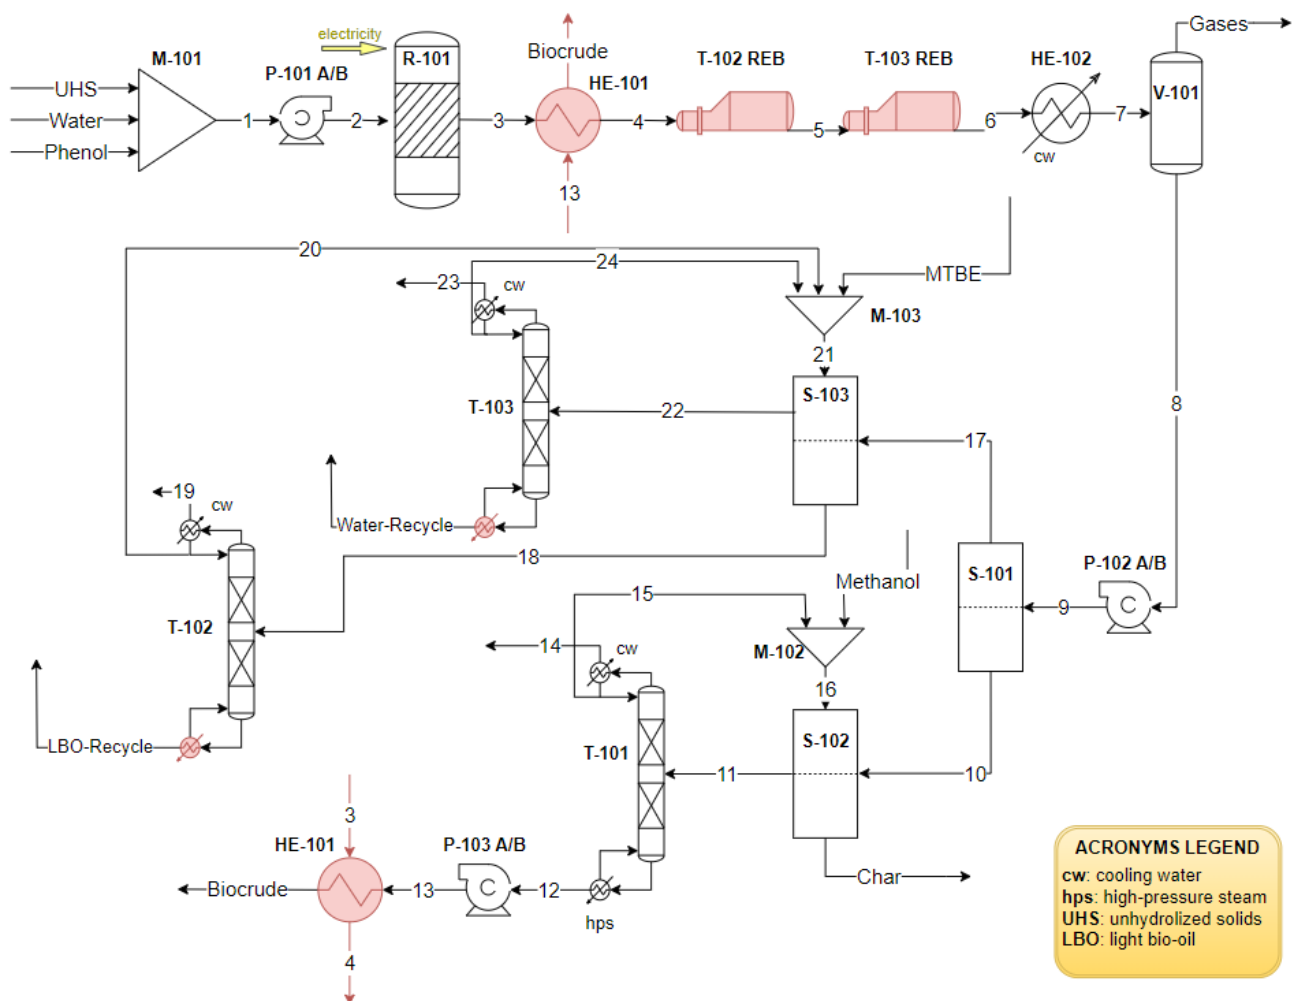 Gases
electricity
M-101
P-101 A/B
R-101
Biocrude
HE-101
T-102 REB
T-103 REB
HE-102
V-101
UHS
Water
Phenol
1
2
3
4
5
6
7
cw
13
8
20
24
MTBE
23
cw
M-103
21
S-103
T-103
22
17
19
cw
Water-Recycle
18
Methanol
S-101
P-102 A/B
9
T-102
15
14
cw
M-102
16
S-102
LBO-Recycle
T-101
11
10
3
HE-101
P-103 A/B
Biocrude
13
12
hps
Char
4
ACRONYMS LEGEND
cw: cooling water
hps: high-pressure steam
UHS: unhydrolized solids
LBO: light bio-oil